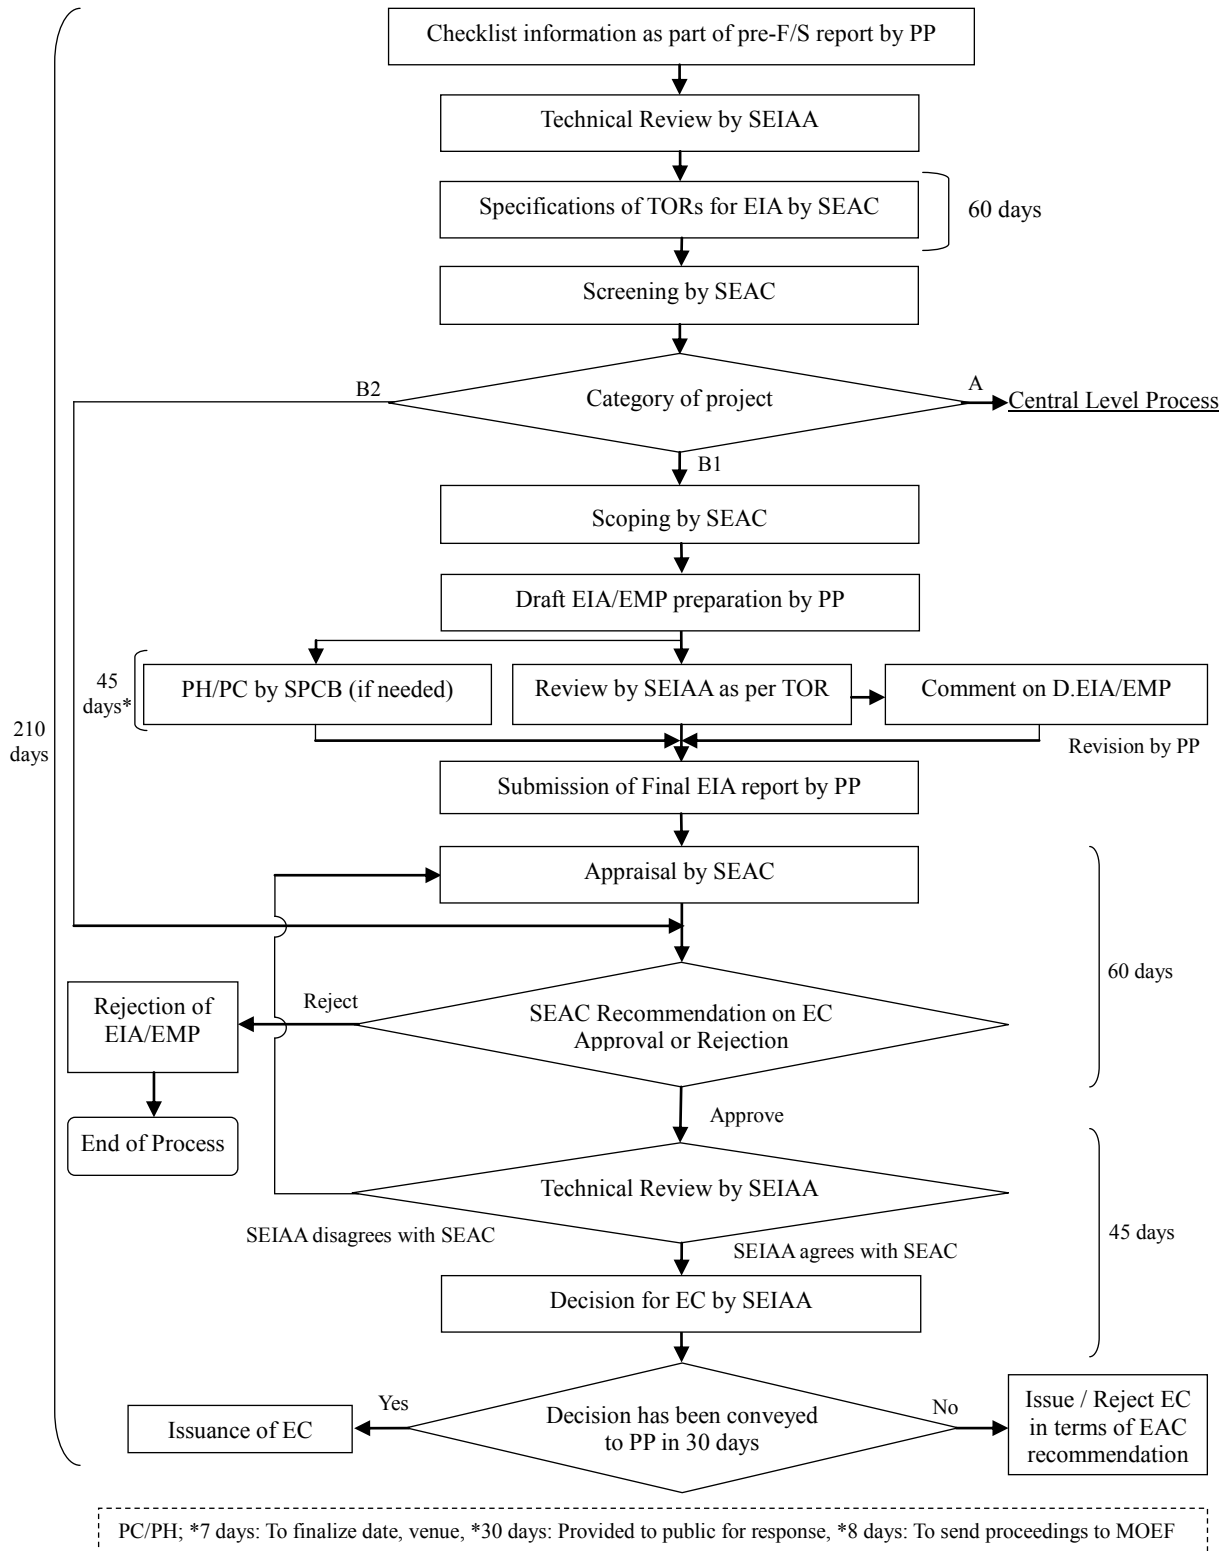 Checklist information as part of pre-F/S report by PP
Technical Review by SEIAA
Specifications of TORs for EIA by SEAC
60 days
Screening by SEAC
B2
Category of project
A
Central Level Process
B1
Scoping by SEAC
Draft EIA/EMP preparation by PP
45
days*
PH/PC by SPCB (if needed)
Review by SEIAA as per TOR
Comment on D.EIA/EMP
210
days
Revision by PP
Submission of Final EIA report by PP
Appraisal by SEAC
60 days
Rejection of
EIA/EMP
Reject
SEAC Recommendation on EC
Approval or Rejection
End of Process
Approve
Technical Review by SEIAA
SEIAA disagrees with SEAC
SEIAA agrees with SEAC
45 days
Decision for EC by SEIAA
Issuance of EC
Yes
Decision has been conveyed
to PP in 30 days
No
Issue / Reject EC
in terms of EAC
recommendation
PC/PH; *7 days: To finalize date, venue, *30 days: Provided to public for response, *8 days: To send proceedings to MOEF